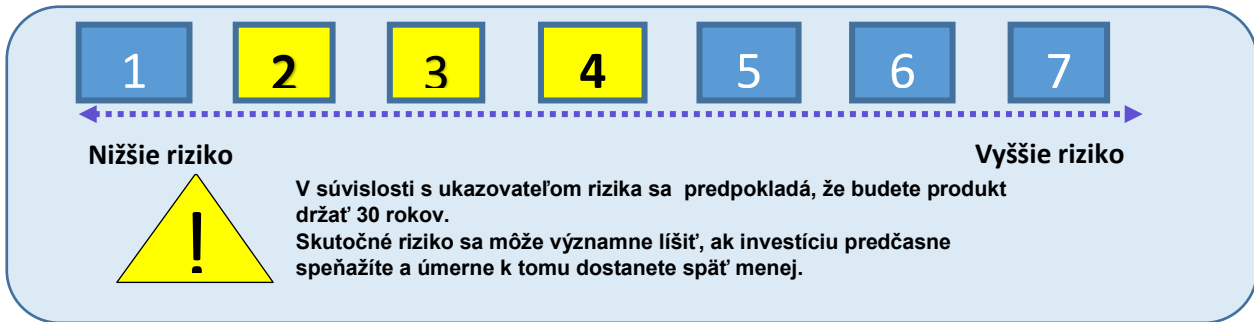 1 2 3 4 5 6 7
Nižšie riziko Vyššie riziko
! V súvislosti s ukazovateľom rizika sa predpokladá, že budete produkt
držať 30 rokov.
Skutočné riziko sa môže významne líšiť, ak investíciu predčasne
speňažíte a úmerne k tomu dostanete späť menej.